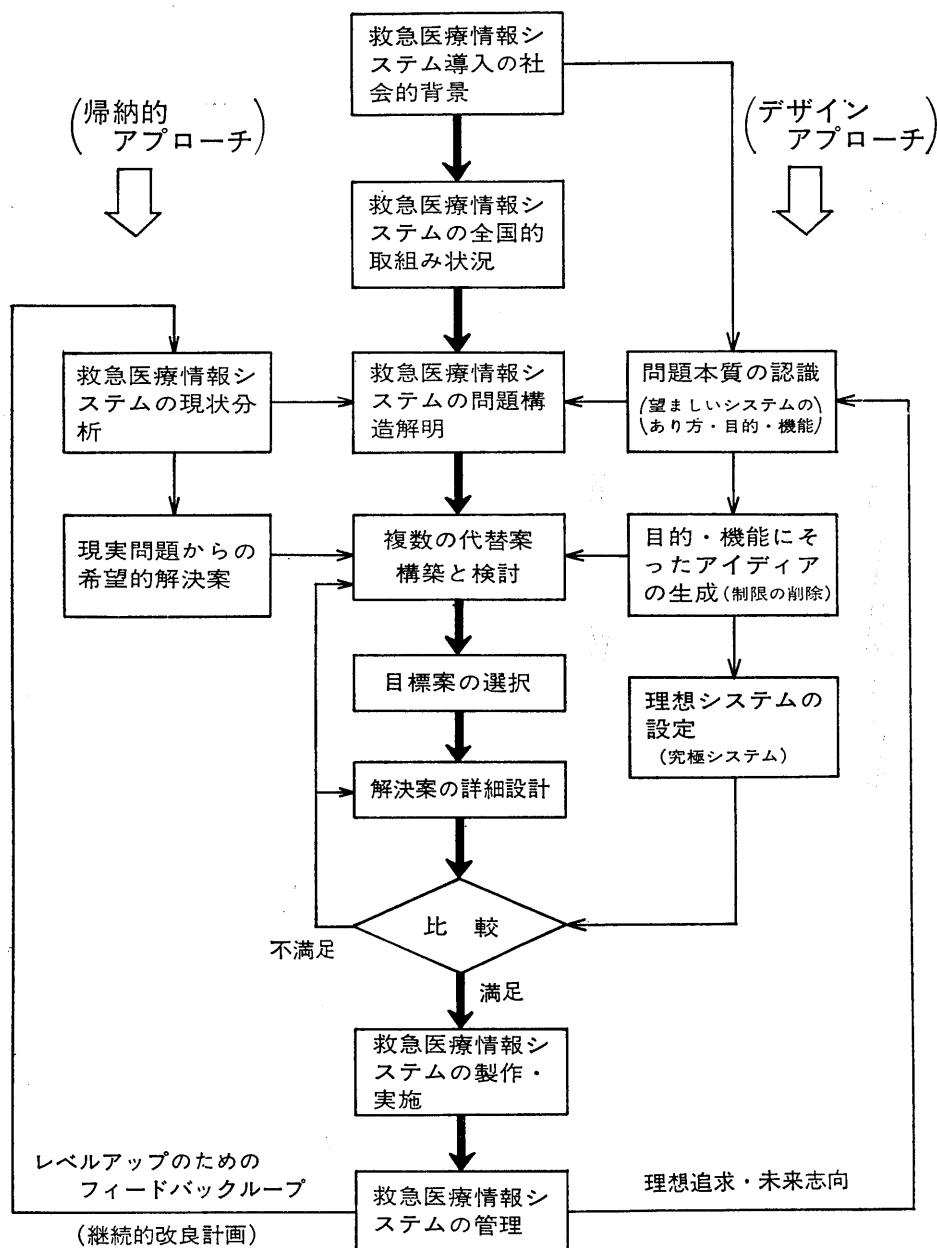 救急医療情報シ
ステム導入の社
会的背景
(帰納的
アプローチ)
(デザイン
アプローチ)
救急医療情報シ
ステムの全国的
取組み状況
救急医療情報シ
ステムの現状分
析
救急医療情報シ
ステムの問題構
造解明
問題本質の認識
(望ましいシステムの
あり方・目的・機能)
現実問題からの
希望的解決案
複数の代替案
構築と検討
目的・機能にそ
ったアイディア
の生成(制限の削除)
目標案の選択
理想システムの
設定
(究極システム)
解決案の詳細設計
比 較
不満足
満足
救急医療情報シ
ステムの製作・
実施
レベルアップのための
フィードバックループ
(継続的改良計画)
救急医療情報シ
ステムの管理
理想追求・未来志向